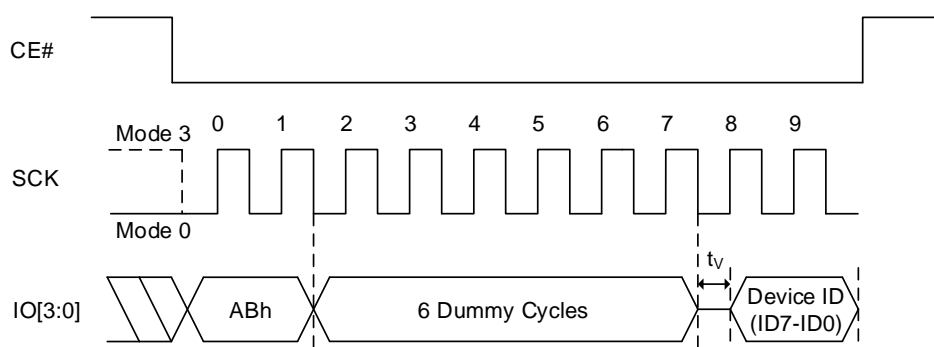 CE#
Mode 3
0 1 2 3 4 5 6 7 8 9
SCK
Mode 0
tV
IO[3:0]
ABh
6 Dummy Cycles
Device ID
(ID7-ID0)